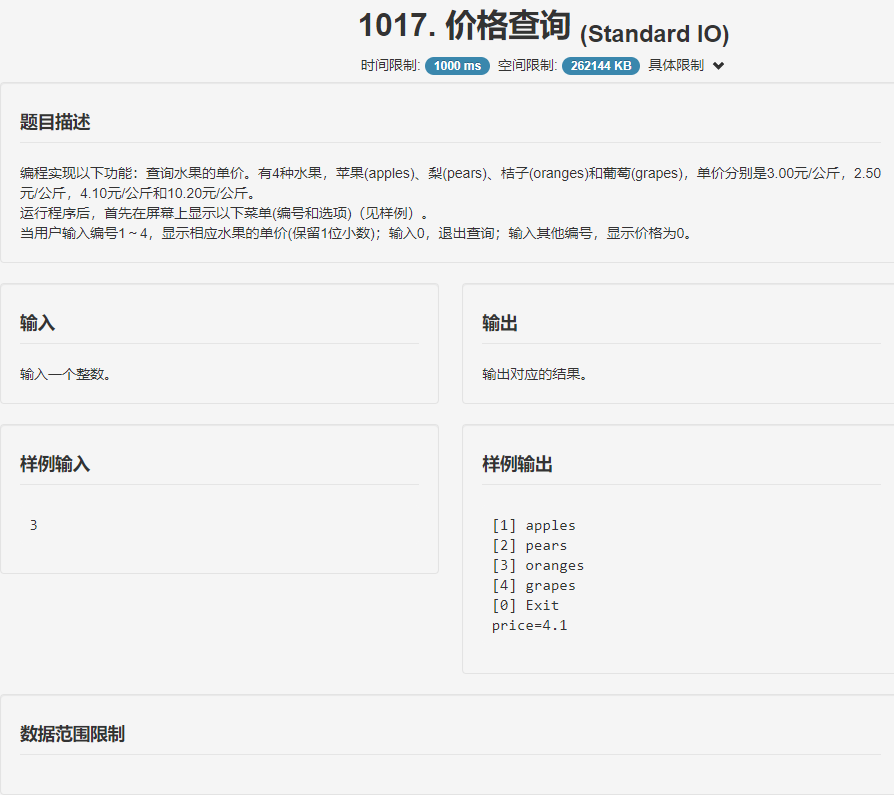 1017. 价格查询 (Standard IO)
时间限制: 1000 ms 空间限制: 262144 KB 具体限制
题目描述
编程实现以下功能：查询水果的单价。有4种水果，苹果(apples)、梨(pears)、桔子(oranges)和葡萄(grapes)，单价分别是3.00元/公斤，2.50
元/公斤，4.10元/公斤和10.20元/公斤。
运行程序后，首先在屏幕上显示以下菜单(编号和选项)（见样例）。
当用户输入编号1～4，显示相应水果的单价(保留1位小数)；输入0，退出查询；输入其他编号，显示价格为0。
输入
输入一个整数。
输出
输出对应的结果。
样例输入
3
样例输出
[1] apples
[2] pears
[3] oranges
[4] grapes
[0] Exit
price=4.1
数据范围限制